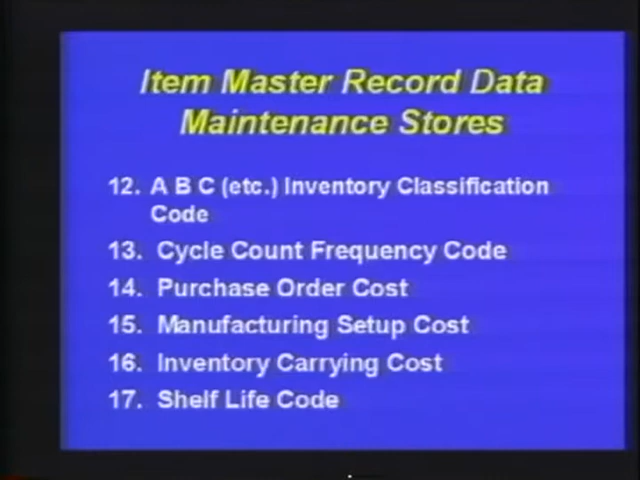 Item Master Record Data
Maintenance Stores
12. A B C (etc.) Inventory Classification
Code
13. Cycle Count Frequency Code
14. Purchase Order Cost
15. Manufacturing Setup Cost
16. Inventory Carrying Cost
17. Shelf Life Code